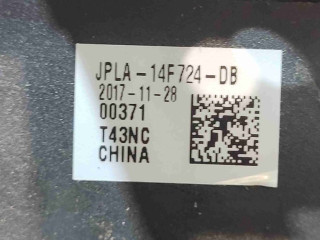 JPLA-14F724-DB
2017-11-28
00371
T43NC
CHINA